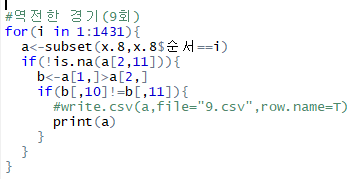 #역전한 경기(9회)
for(i in 1:1431){
  a<-subset(x.8,x.8$순서==i)
  if(!is.na(a[2,11])){
    b<-a[1,]>a[2,]
    if(b[,10]!=b[,11]){
      #write.csv(a,file="9.csv",row.name=T)
      print(a)
    }
  }
}